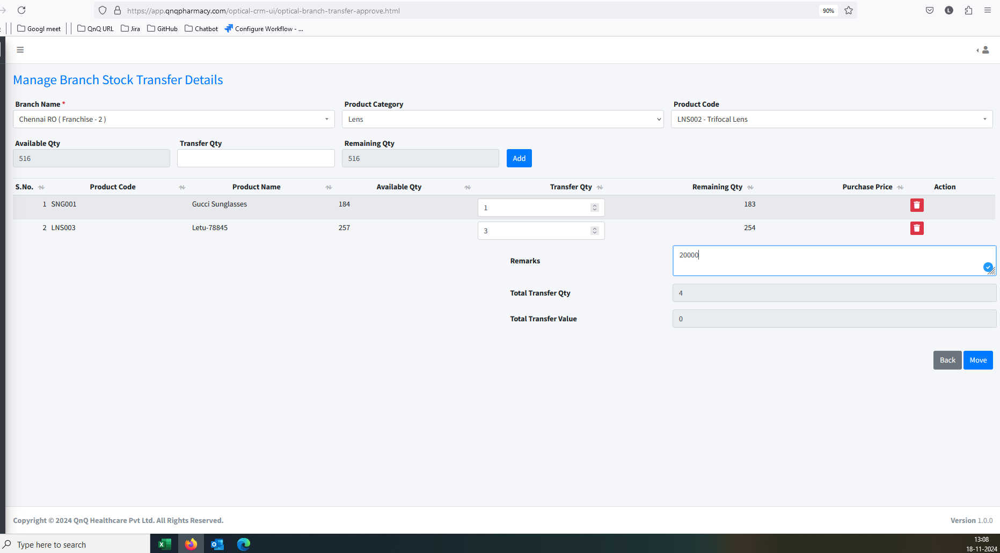 https://app.qnqpharmacy.com/optical-crm-ui/optical-branch-transfer-approve.html 90% L
Googl meet QnQ URL Jira GitHub Chatbot Configure Workflow - ...
Manage Branch Stock Transfer Details
Branch Name * Product Category Product Code
Chennai RO ( Franchise - 2 ) Lens LNS002 - Trifocal Lens
Available Qty Transfer Qty Remaining Qty
516 516 Add
S.No. Product Code Product Name Available Qty Transfer Qty Remaining Qty Purchase Price Action
1 SNG001 Gucci Sunglasses 184 1 183
2 LNS003 Letu-78845 257 3 254
Remarks 20000
Total Transfer Qty 4
Total Transfer Value 0
Back Move
Copyright © 2024 QnQ Healthcare Pvt Ltd. All Rights Reserved. Version 1.0.0
Type here to search
13:08
18-11-2024